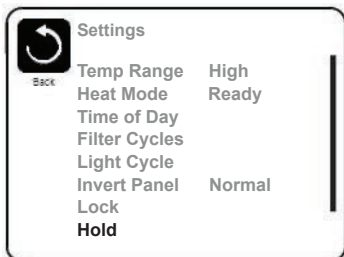 Settings
Back
Temp Range High
Heat Mode Ready
Time of Day
Filter Cycles
Light Cycle
Invert Panel Normal
Lock
Hold